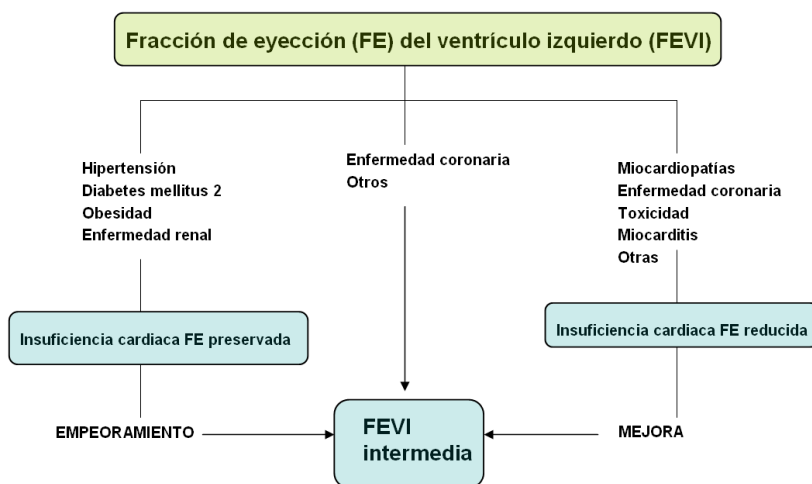 Fracción de eyección (FE) del ventrículo izquierdo (FEVI)
Hipertensión
Diabetes mellitus 2
Obesidad
Enfermedad renal
Enfermedad coronaria
Otros
Miocardiopatías
Enfermedad coronaria
Toxicidad
Miocarditis
Otras
Insuficiencia cardiaca FE preservada
Insuficiencia cardiaca FE reducida
EMPEORAMIENTO
FEVI
intermedia
MEJORA